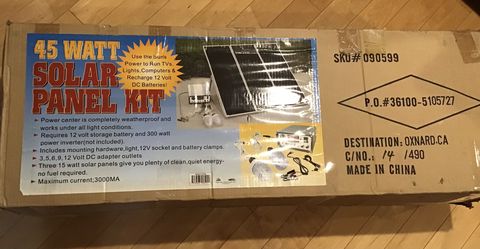 45 WATT
SOLAR
PANEL KIT
Use the sun's
Power to Run TVs
Lights, Computers &
Recharge 12 Volt
DC Batteries!
Power center is completely weatherproof and
works under all light conditions.
Requires 12 volt storage battery and 300 watt
power inverter(not included).
Includes mounting hardware,light,12V socket and battery clamps.
3,5,6,9,12 Volt DC adapter outlets
Three 15 watt solar panels give you plenty of clean,quiet energy-
no fuel required.
Maximum current;3000MA
SKU# 090599
P.O.#36100-5105727
DESTINATION: OXNARD.CA
C/NO.: 14 /490
MADE IN CHINA